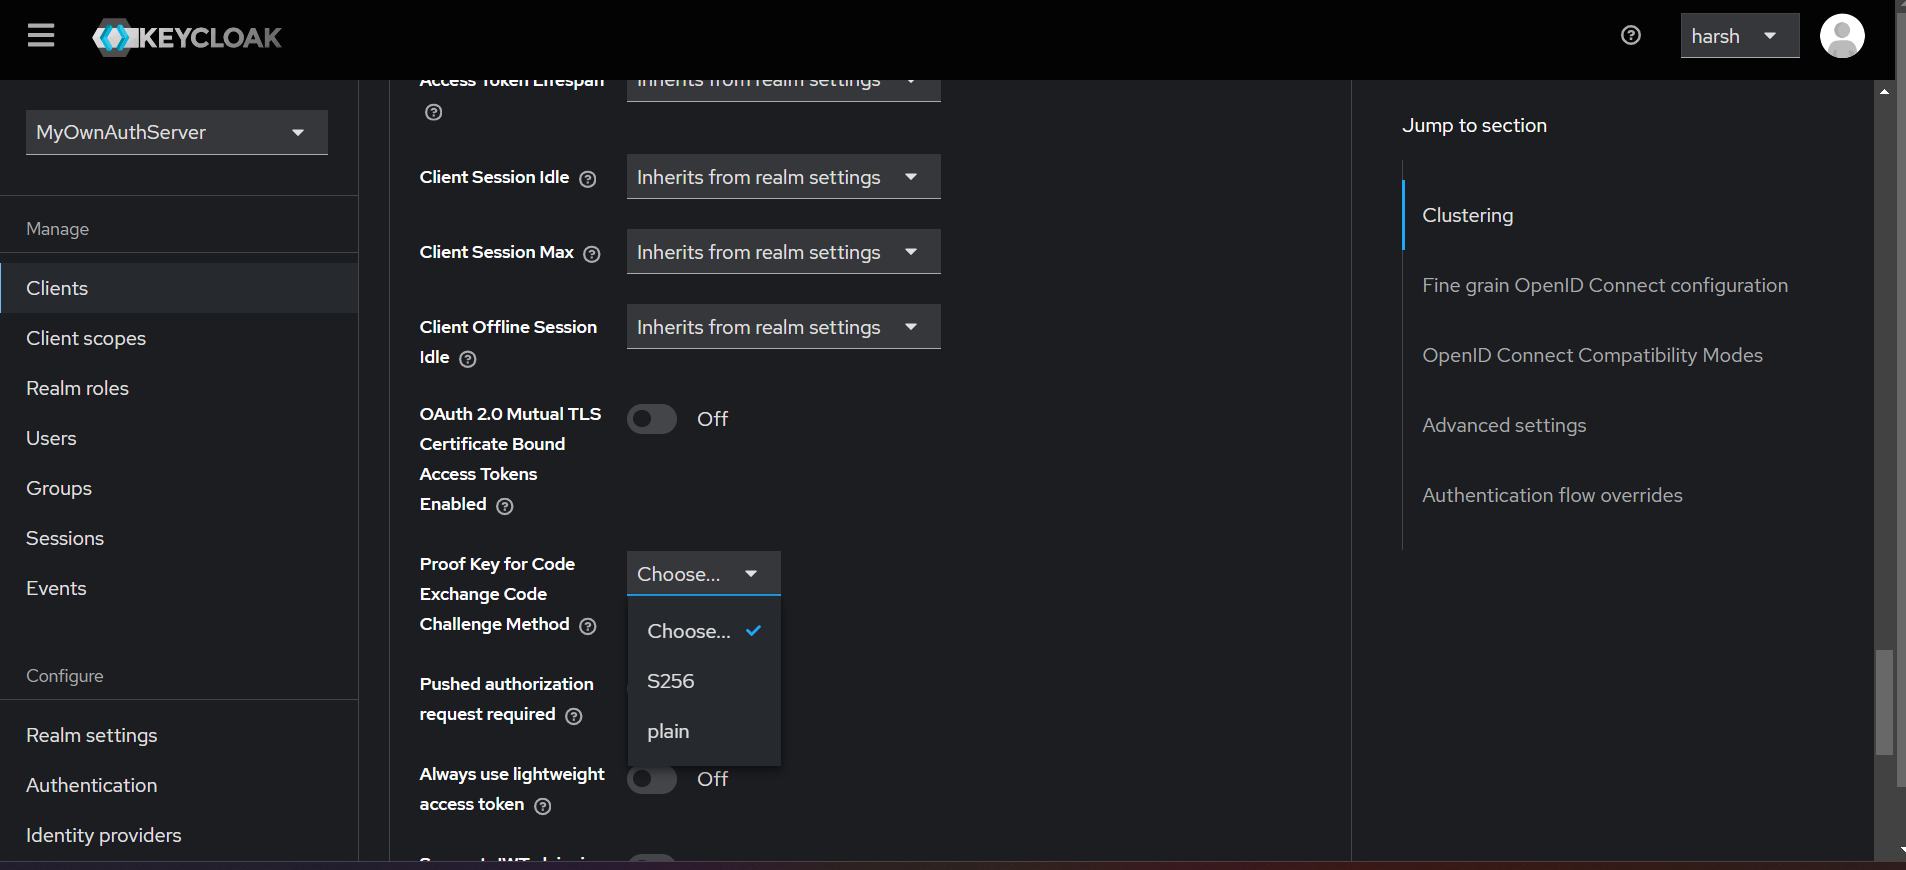 KEYCLOAK
harsh
MyOwnAuthServer
Manage
Clients
Client scopes
Realm roles
Users
Groups
Sessions
Events
Configure
Realm settings
Authentication
Identity providers
Access Token Lifespan
Inherits from realm settings
Client Session Idle
Inherits from realm settings
Client Session Max
Inherits from realm settings
Client Offline Session
Idle
Inherits from realm settings
OAuth 2.0 Mutual TLS
Certificate Bound
Access Tokens
Enabled
Off
Proof Key for Code
Exchange Code
Challenge Method
Choose...
Choose...
S256
plain
Pushed authorization
request required
Always use lightweight
access token
Off
Jump to section
Clustering
Fine grain OpenID Connect configuration
OpenID Connect Compatibility Modes
Advanced settings
Authentication flow overrides